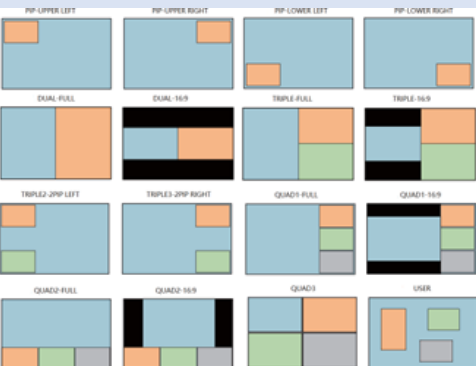 PIP-UPPER LEFT
PIP-UPPER RIGHT
PIP-LOWER LEFT
PIP-LOWER RIGHT
DUAL-FULL
DUAL-16:9
TRIPLE-FULL
TRIPLE-16:9
TRIPLE2-2PIP LEFT
TRIPLE3-2PIP RIGHT
QUAD1-FULL
QUAD1-16:9
QUAD2-FULL
QUAD2-16:9
QUAD3
USER